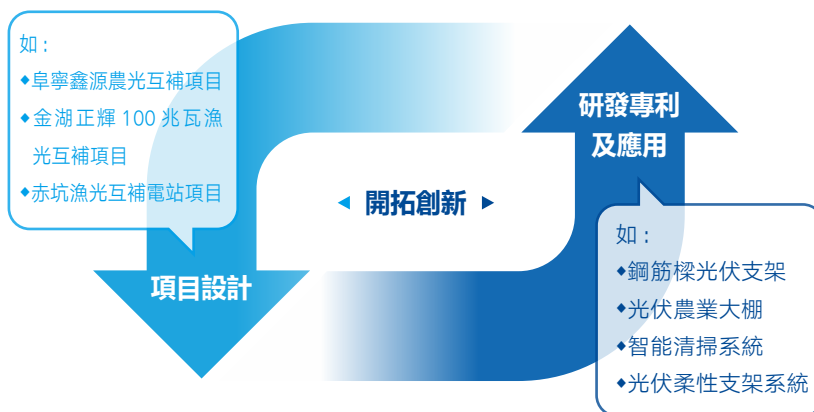 如：
◆阜寧鑫源農光互補項目
◆金湖正輝 100 兆瓦漁
光互補項目
◆赤坑漁光互補電站項目
項目設計
◀ 開拓創新 ▶
研發專利
及應用
如：
◆鋼筋樑光伏支架
◆光伏農業大棚
◆智能清掃系統
◆光伏柔性支架系統